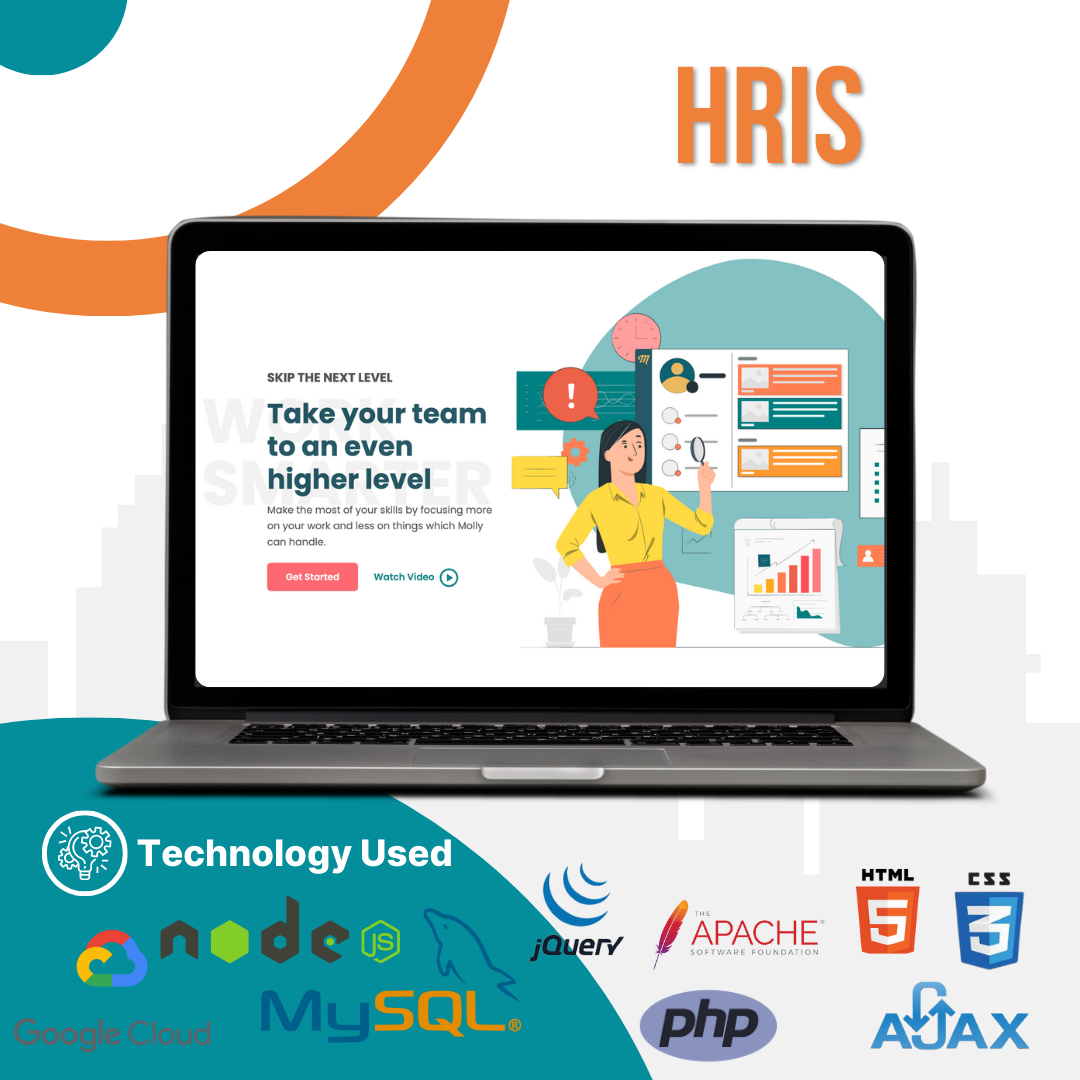 HRIS
SKIP THE NEXT LEVEL
WORK
SMARTER
Take your team
to an even
higher level
Make the most of your skills by focusing more
on your work and less on things which Molly
can handle.
Get Started
Watch Video
m
!
Technology Used
node
JS
Google Cloud
MySQL®
jQuery
THE
APACHE®
SOFTWARE FOUNDATION
HTML
5
CSS
3
php
AJAX